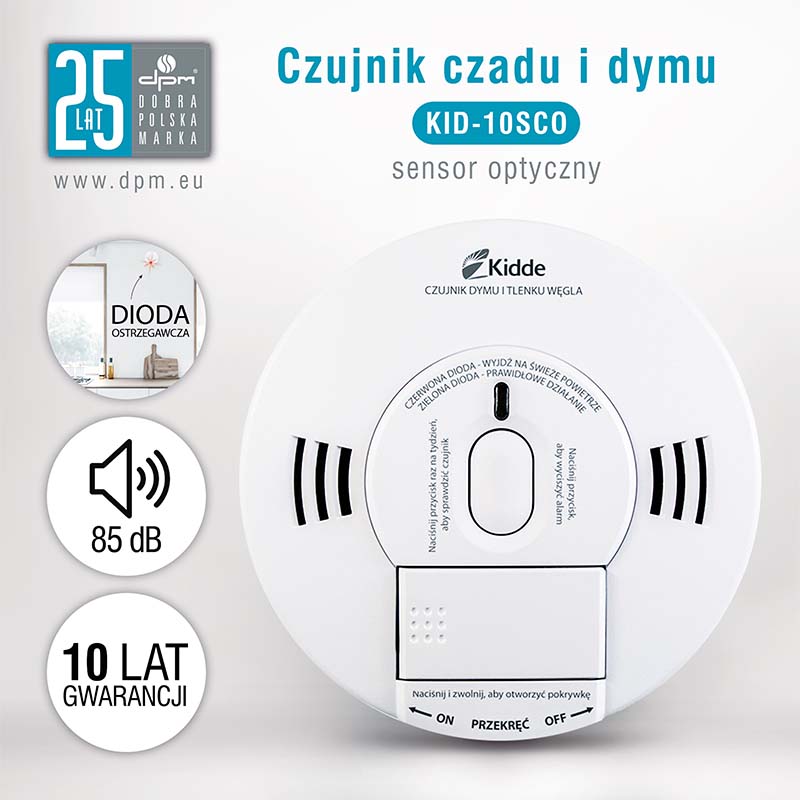 25 LAT
dpm®
DOBRA
POLSKA
MARKA
www.dpm.eu
Czujnik czadu i dymu
KID-10SCO
sensor optyczny
DIODA
OSTRZEGAWCZA
85 dB
10 LAT
GWARANCJI
Kidde
CZUJNIK DYMU I TLENKU WĘGLA
CZERWONA DIODA - WYJDŹ NA ŚWIEŻE POWIETRZE
ZIELONA DIODA - PRAWIDŁOWE DZIAŁANIE
Naciśnij przycisk raz na tydzień,
aby sprawdzić czujnik
Naciśnij przycisk,
aby wyciszyć alarm
Naciśnij i zwolnij, aby otworzyć pokrywkę
ON PRZEKRĘĆ OFF